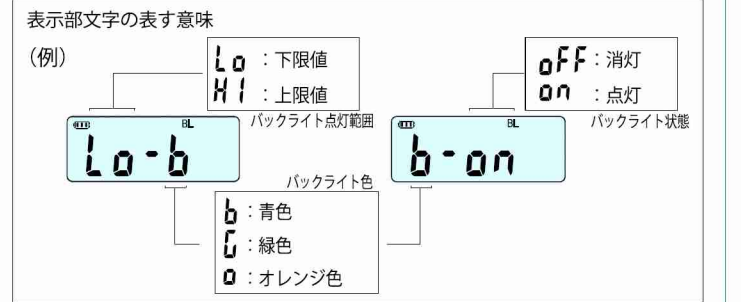 表示部文字の表す意味
(例)
Lo：下限値
HI：上限値
バックライト点灯範囲
oFF：消灯
on：点灯
バックライト状態
BL
Lo-b
BL
b-on
バックライト色
b：青色
G：緑色
o：オレンジ色